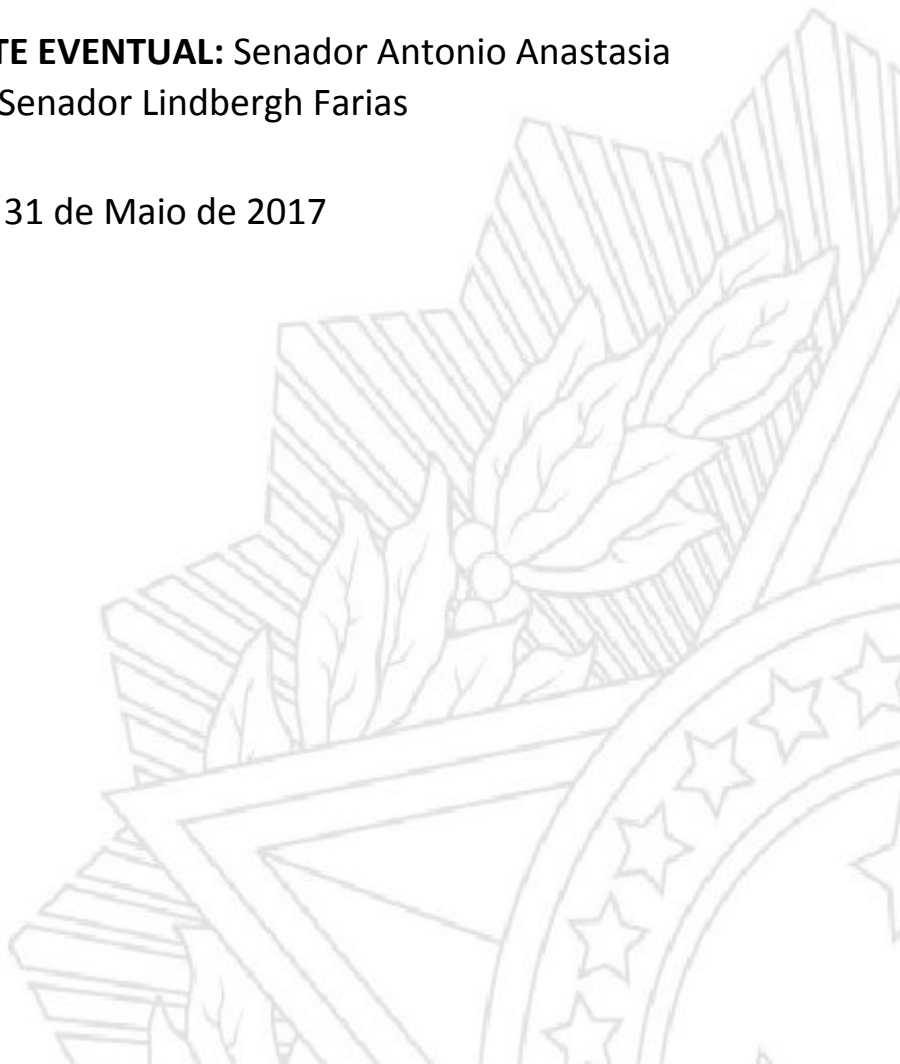 TE EVENTUAL: Senador Antonio Anastasia
Senador Lindbergh Farias
31 de Maio de 2017